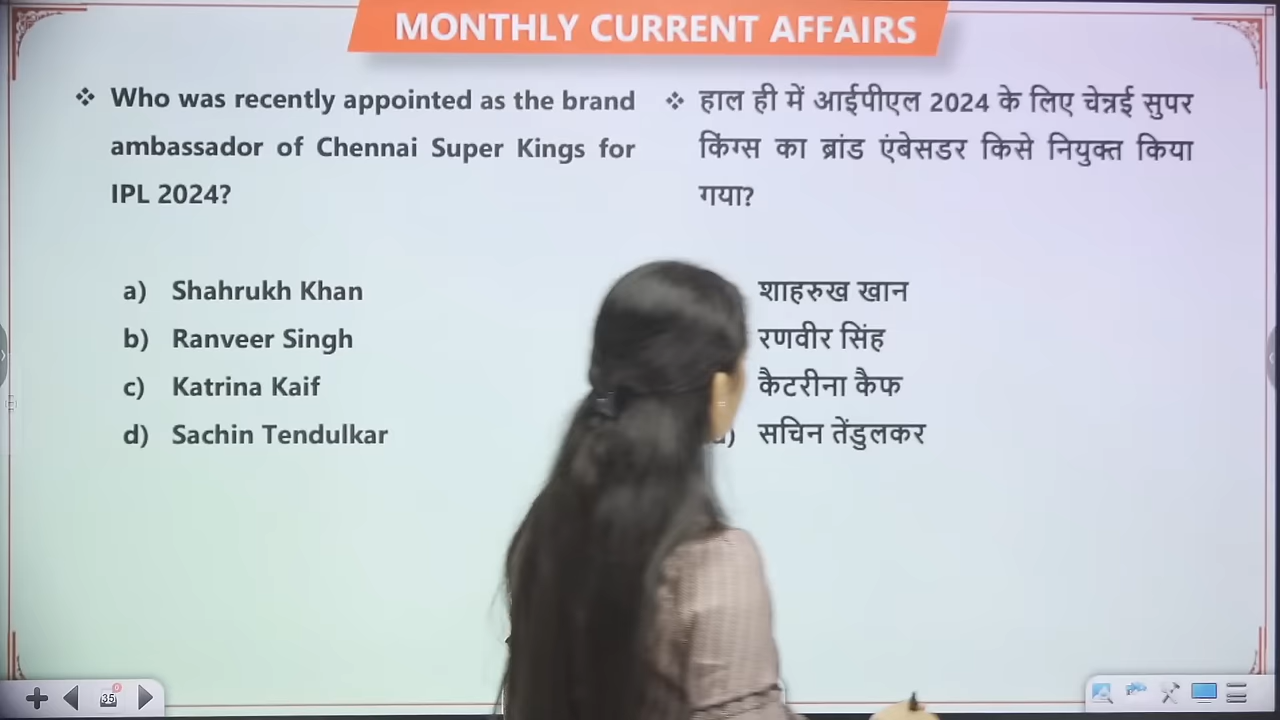 MONTHLY CURRENT AFFAIRS
❖ Who was recently appointed as the brand
ambassador of Chennai Super Kings for
IPL 2024?
a) Shahrukh Khan
b) Ranveer Singh
c) Katrina Kaif
d) Sachin Tendulkar
❖ हाल ही में आईपीएल 2024 के लिए चेन्नई सुपर
किंग्स का ब्रांड एंबेसडर किसे नियुक्त किया
गया?
शाहरुख खान
रणवीर सिंह
कैटरीना कैफ
सचिन तेंडुलकर
35